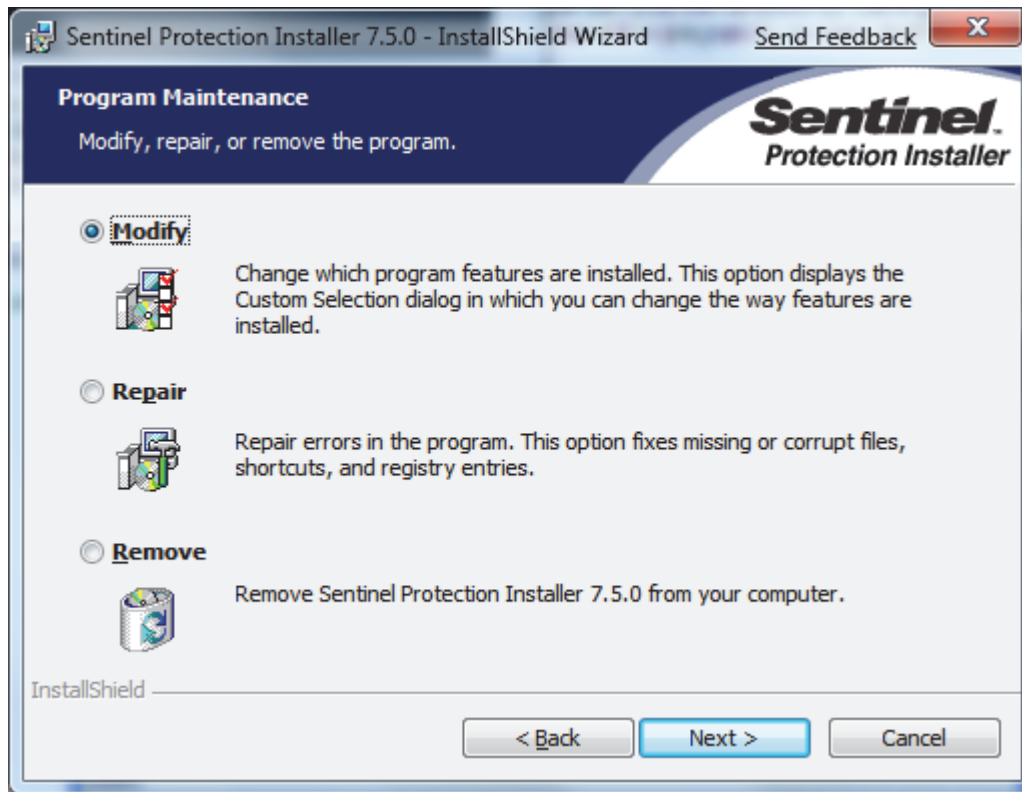 Sentinel Protection Installer 7.5.0 - InstallShield Wizard Send Feedback
Program Maintenance
Modify, repair, or remove the program.
Sentinel.
Protection Installer
Modify
Change which program features are installed. This option displays the
Custom Selection dialog in which you can change the way features are
installed.
Repair
Repair errors in the program. This option fixes missing or corrupt files,
shortcuts, and registry entries.
Remove
Remove Sentinel Protection Installer 7.5.0 from your computer.
InstallShield
< Back Next > Cancel